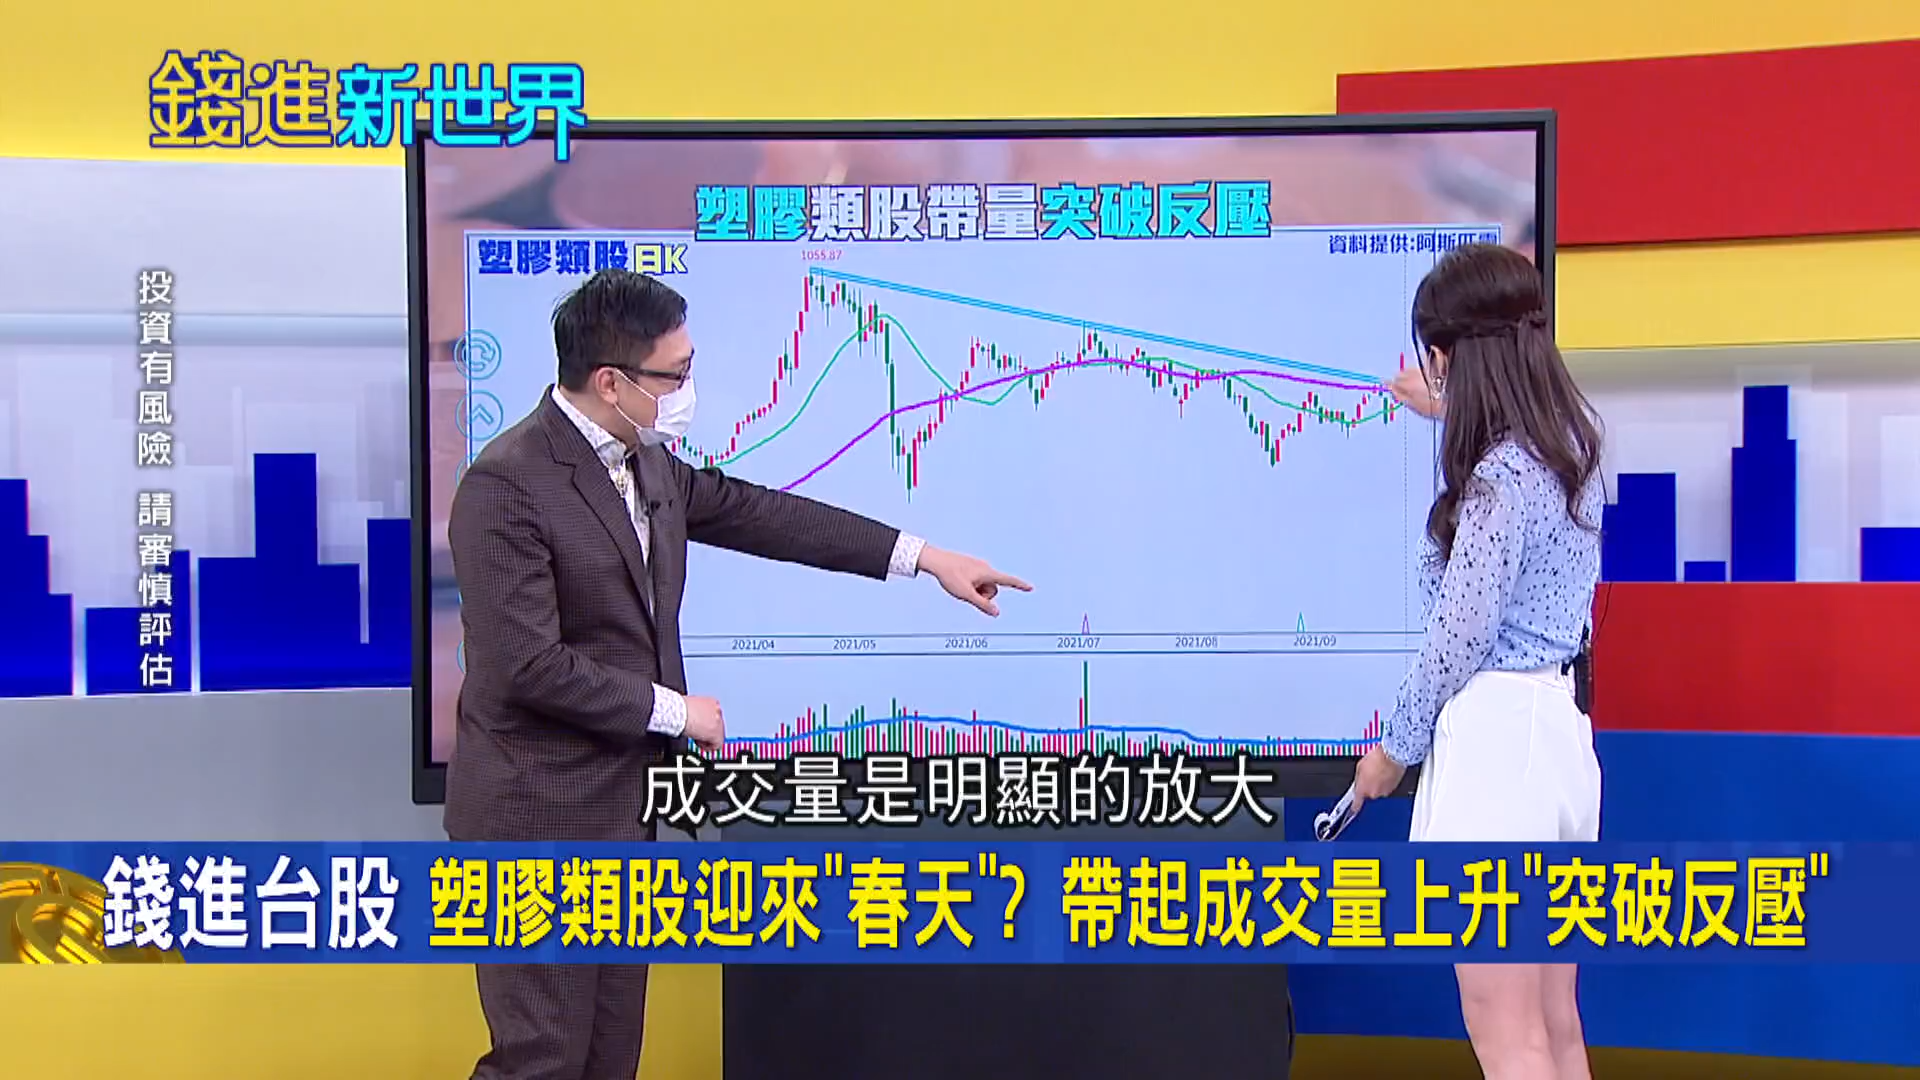 錢進新世界
塑膠類股帶量突破反壓
塑膠類股日K
資料提供:阿斯匹
1055.87
投資有風險 請審慎評估
2021/04 2021/05 2021/06 2021/07 2021/08 2021/09
成交量是明顯的放大
錢進台股 塑膠類股迎來"春天"? 帶起成交量上升"突破反壓"